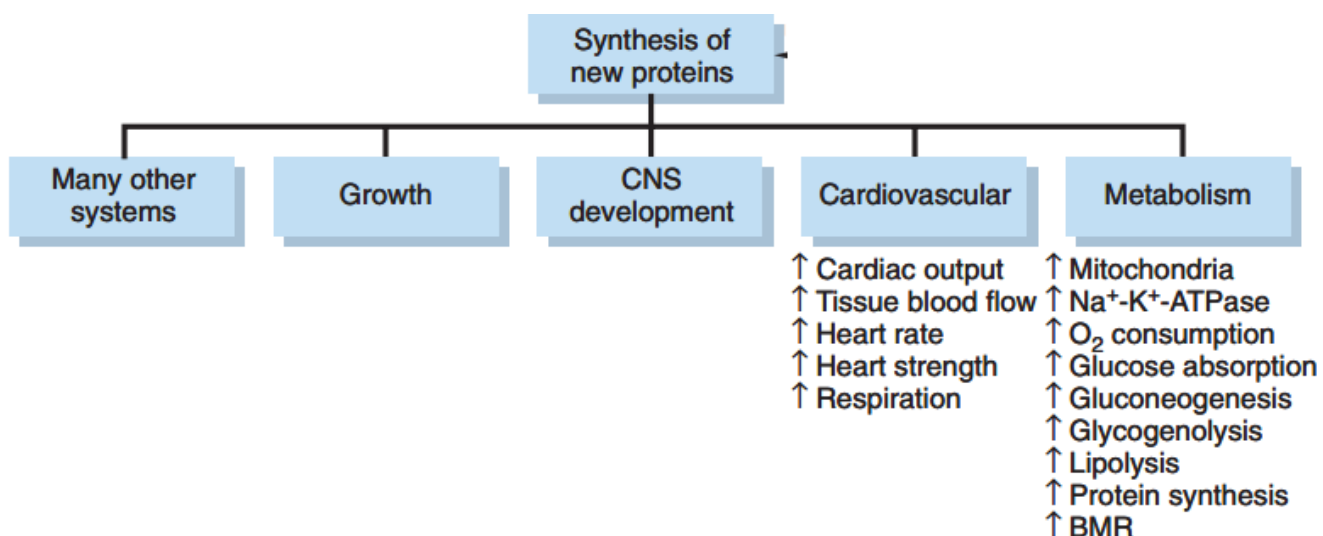 Synthesis of
new proteins
Many other
systems
Growth
CNS
development
Cardiovascular
Metabolism
↑ Cardiac output
↑ Tissue blood flow
↑ Heart rate
↑ Heart strength
↑ Respiration
↑ Mitochondria
↑ Na⁺-K⁺-ATPase
↑ O₂ consumption
↑ Glucose absorption
↑ Gluconeogenesis
↑ Glycogenolysis
↑ Lipolysis
↑ Protein synthesis
↑ BMR